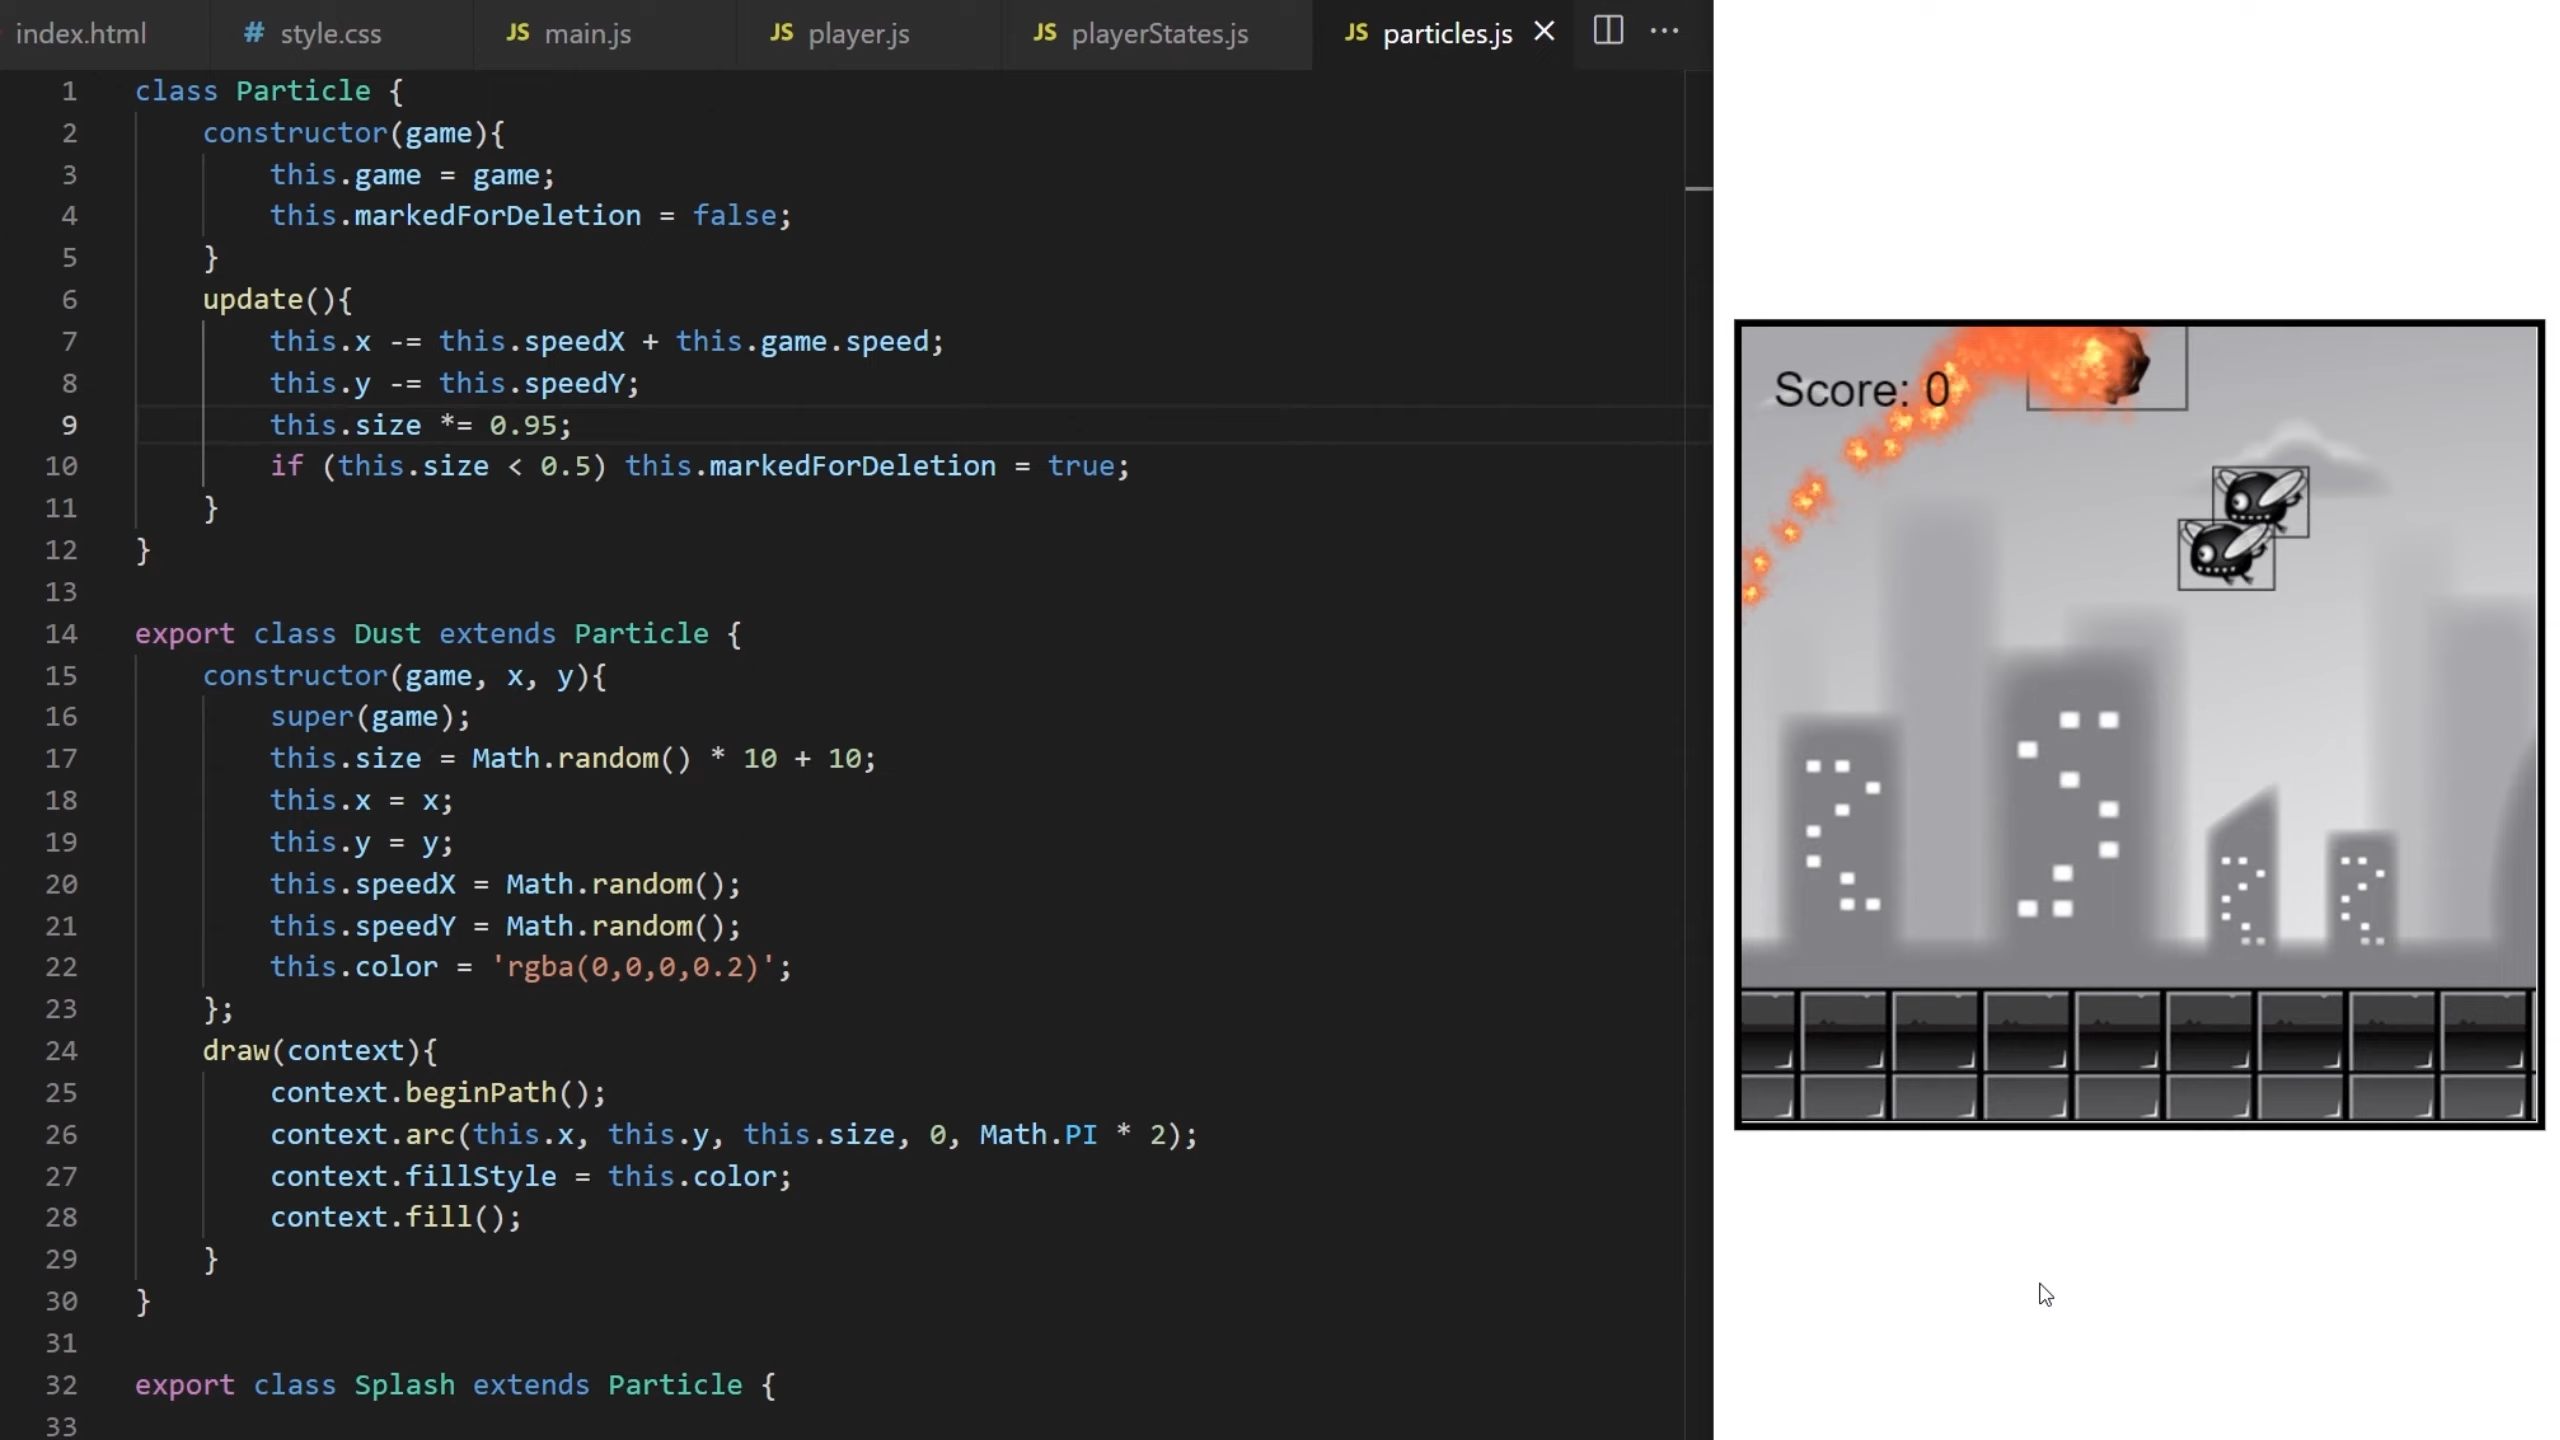 index.html # style.css JS main.js JS player.js JS playerStates.js JS particles.js
1 class Particle {
2 constructor(game){
3 this.game = game;
4 this.markedForDeletion = false;
5 }
6 update(){
7 this.x -= this.speedX + this.game.speed;
8 this.y -= this.speedY;
9 this.size *= 0.95;
10 if (this.size < 0.5) this.markedForDeletion = true;
11 }
12 }
13
14 export class Dust extends Particle {
15 constructor(game, x, y){
16 super(game);
17 this.size = Math.random() * 10 + 10;
18 this.x = x;
19 this.y = y;
20 this.speedX = Math.random();
21 this.speedY = Math.random();
22 this.color = 'rgba(0,0,0,0.2)';
23 };
24 draw(context){
25 context.beginPath();
26 context.arc(this.x, this.y, this.size, 0, Math.PI * 2);
27 context.fillStyle = this.color;
28 context.fill();
29 }
30 }
31
32 export class Splash extends Particle {
33
Score: 0